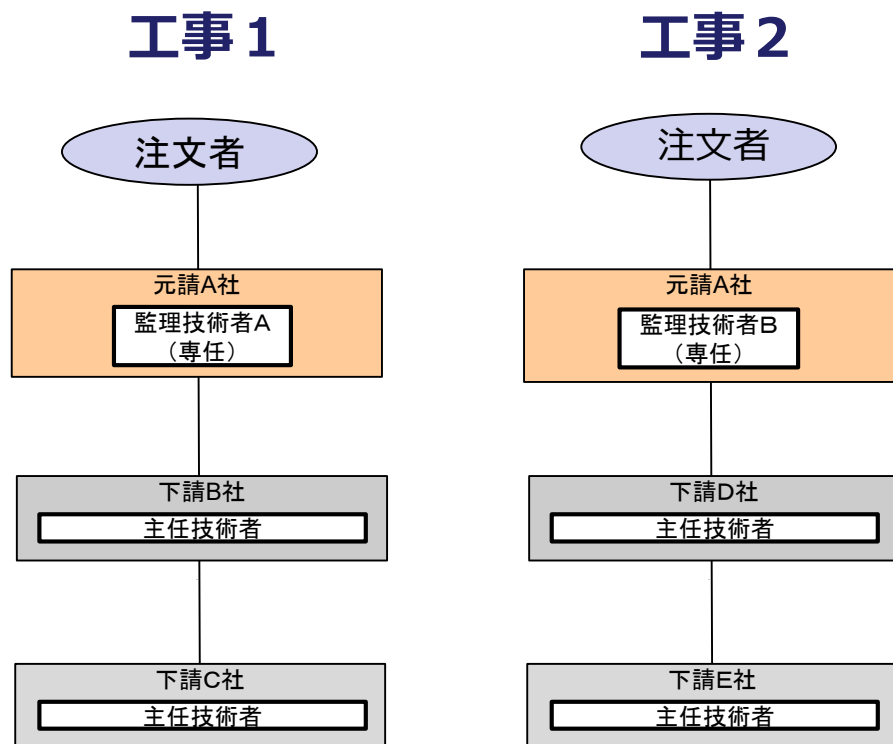 工事１
注文者
元請A社
監理技術者A
（専任）
下請B社
主任技術者
下請C社
主任技術者
工事２
注文者
元請A社
監理技術者B
（専任）
下請D社
主任技術者
下請E社
主任技術者